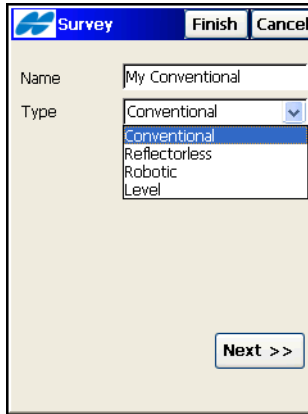 Survey Finish Cancel
Name My Conventional
Type Conventional
Conventional
Reflectorless
Robotic
Level
Next >>